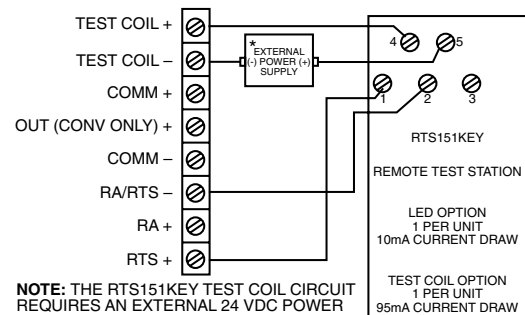 TEST COIL +
TEST COIL –
COMM +
OUT (CONV ONLY) +
COMM –
RA/RTS –
RA +
RTS +
*
EXTERNAL
(-) POWER (+)
SUPPLY
4
5
1
2
3
RTS151KEY
REMOTE TEST STATION
LED OPTION
1 PER UNIT
10mA CURRENT DRAW
TEST COIL OPTION
1 PER UNIT
95mA CURRENT DRAW
NOTE: THE RTS151KEY TEST COIL CIRCUIT
REQUIRES AN EXTERNAL 24 VDC POWER